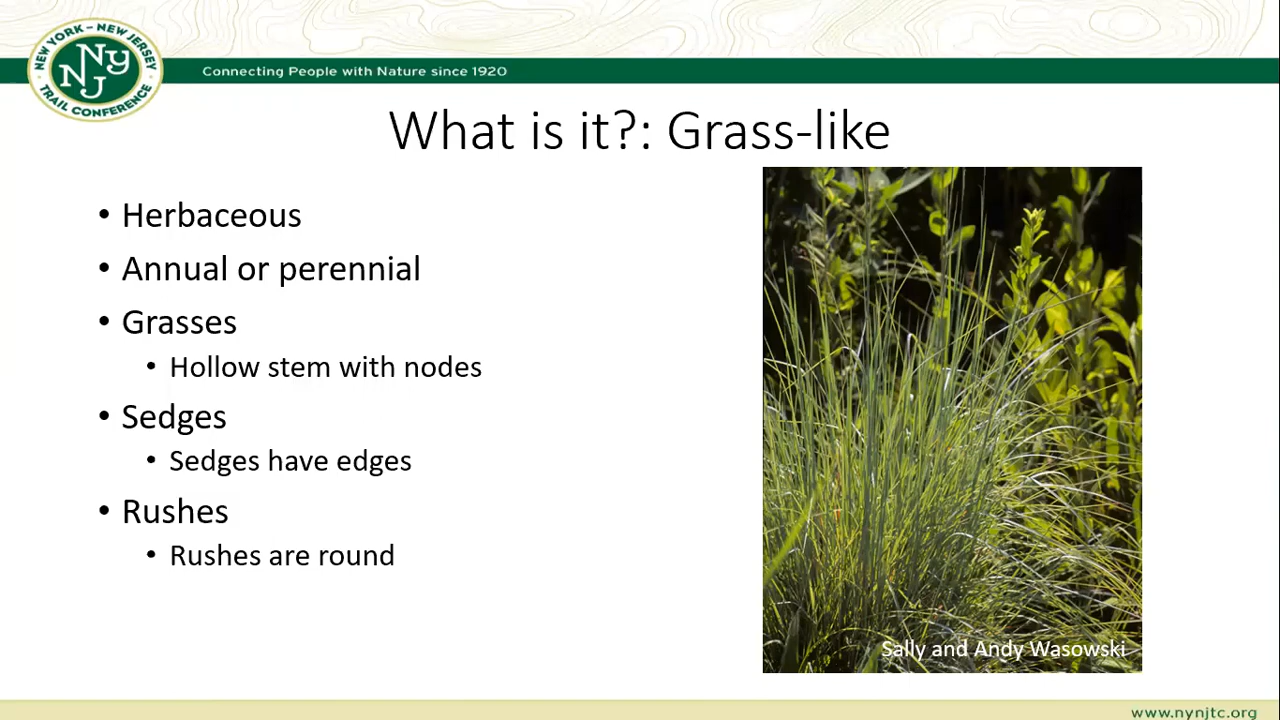 NEW YORK – NEW JERSEY
NY
NJ
TRAIL CONFERENCE
Connecting People with Nature since 1920
What is it?: Grass-like
• Herbaceous
• Annual or perennial
• Grasses
• Hollow stem with nodes
• Sedges
• Sedges have edges
• Rushes
• Rushes are round
Sally and Andy Wasowski
www.nynjtc.org